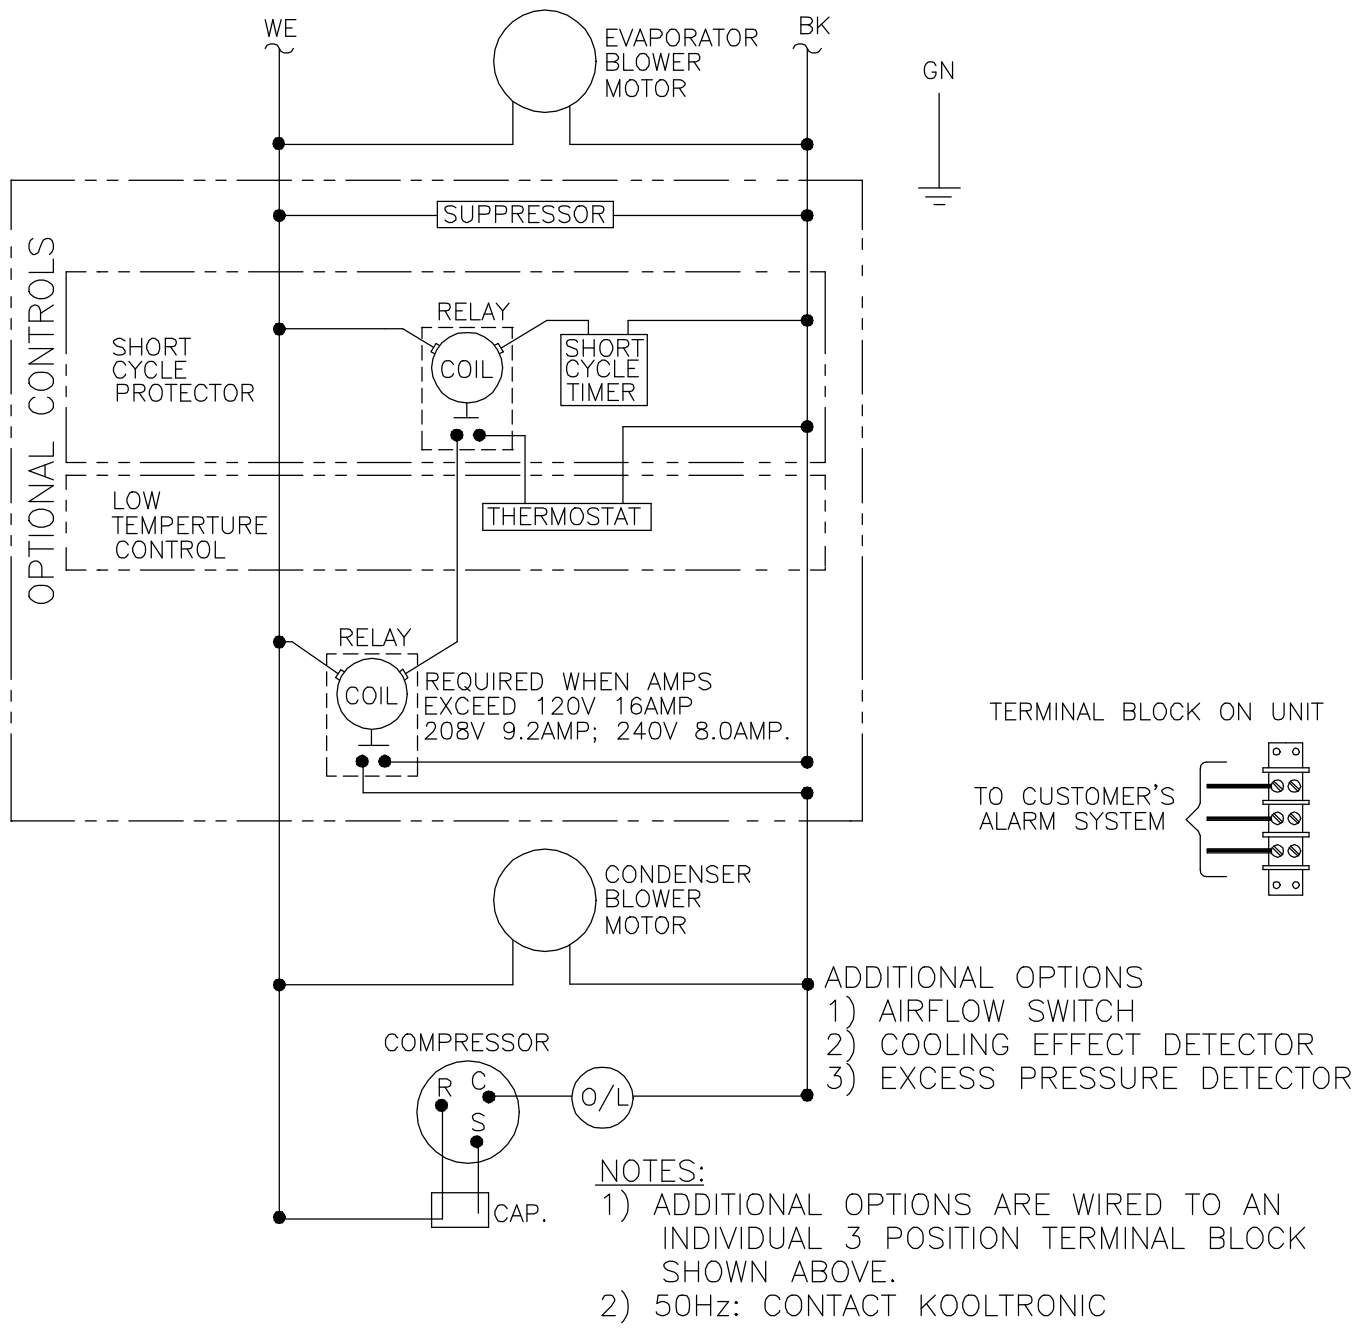 WE
EVAPORATOR
BLOWER
MOTOR
BK
GN
SUPPRESSOR
OPTIONAL CONTROLS
RELAY
SHORT
CYCLE
PROTECTOR
COIL
SHORT
CYCLE
TIMER
LOW
TEMPERTURE
CONTROL
THERMOSTAT
RELAY
COIL
REQUIRED WHEN AMPS
EXCEED 120V 16AMP
208V 9.2AMP; 240V 8.0AMP.
TERMINAL BLOCK ON UNIT
TO CUSTOMER'S
ALARM SYSTEM
CONDENSER
BLOWER
MOTOR
ADDITIONAL OPTIONS
1) AIRFLOW SWITCH
2) COOLING EFFECT DETECTOR
3) EXCESS PRESSURE DETECTOR
COMPRESSOR
R
C
S
O/L
CAP.
NOTES:
1) ADDITIONAL OPTIONS ARE WIRED TO AN
INDIVIDUAL 3 POSITION TERMINAL BLOCK
SHOWN ABOVE.
2) 50Hz: CONTACT KOOLTRONIC